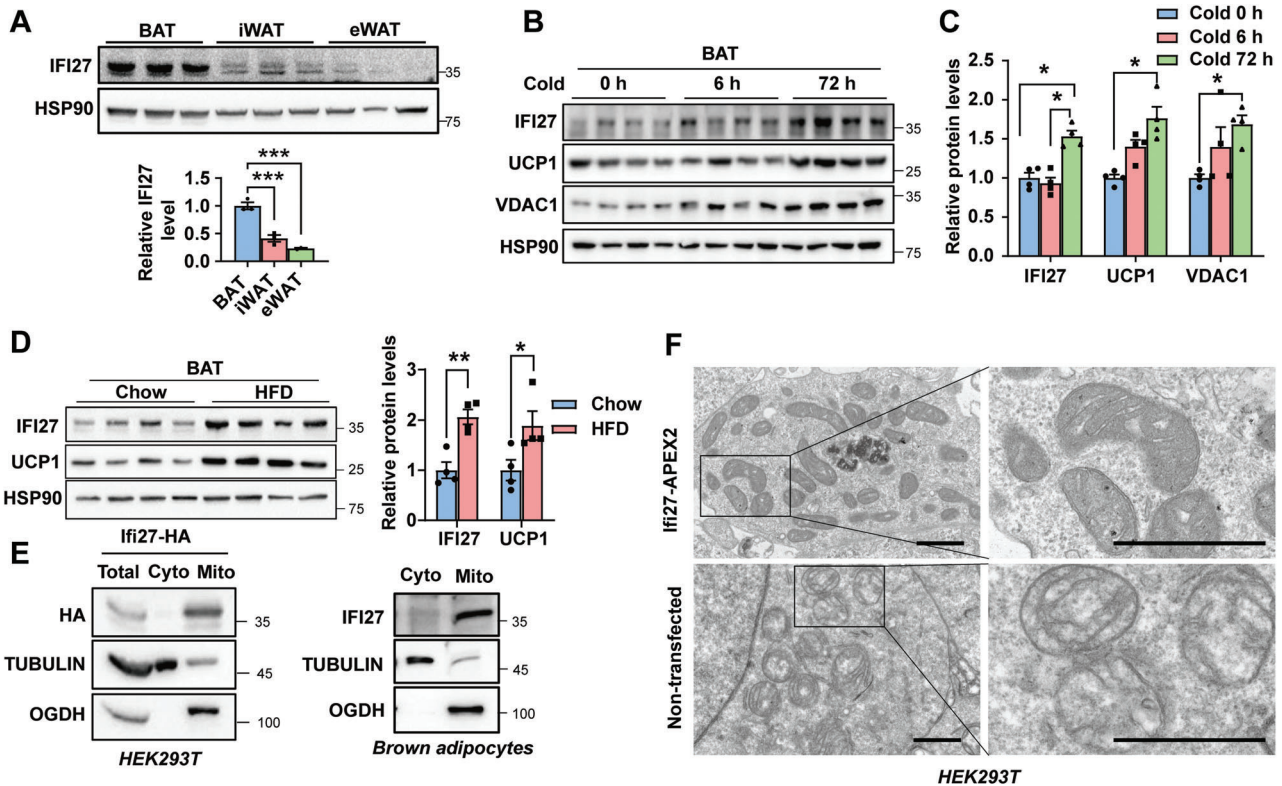 A
BAT iWAT eWAT
IFI27
35
HSP90
75
Relative IFI27
level
1.5
1.0
0.5
0.0
***
***
BAT
iWAT
eWAT
B
BAT
Cold 0 h 6 h 72 h
IFI27
35
UCP1
25
VDAC1
35
HSP90
75
C
Cold 0 h
Cold 6 h
Cold 72 h
Relative protein levels
2.5
2.0
1.5
1.0
0.5
0.0
* * * *
IFI27 UCP1 VDAC1
D
BAT
Chow HFD
IFI27
35
UCP1
25
HSP90
75
Relative protein levels
3
2
1
0
** *
Chow
HFD
IFI27 UCP1
E
Ifi27-HA
Total Cyto Mito
HA
35
TUBULIN
45
OGDH
100
HEK293T
Cyto Mito
IFI27
35
TUBULIN
45
OGDH
100
Brown adipocytes
F
Ifi27-APEX2
Non-transfected
HEK293T